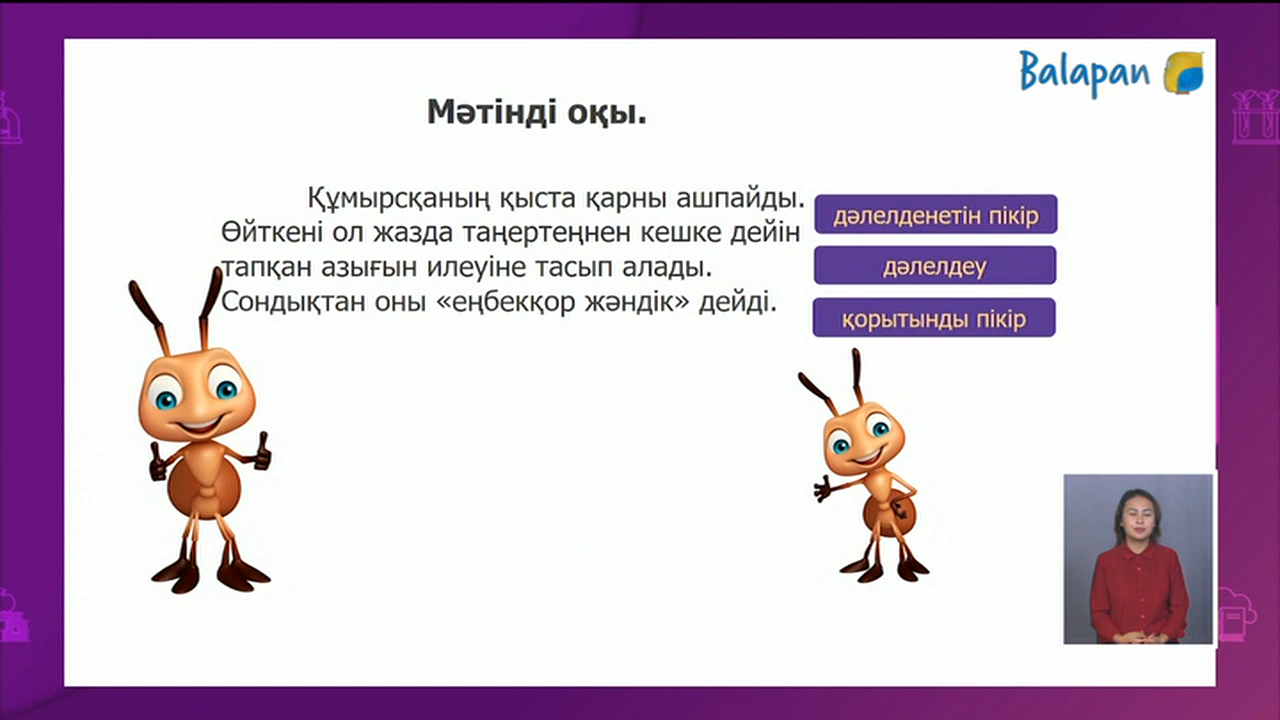 Balapan
Мәтінді оқы.
Құмырсқаның қыста қарны ашпайды.
Өйткені ол жазда таңертеңнен кешке дейін
тапқан азығын илеуіне тасып алады.
Сондықтан оны «еңбекқор жәндік» дейді.
дәлелденетін пікір
дәлелдеу
қорытынды пікір